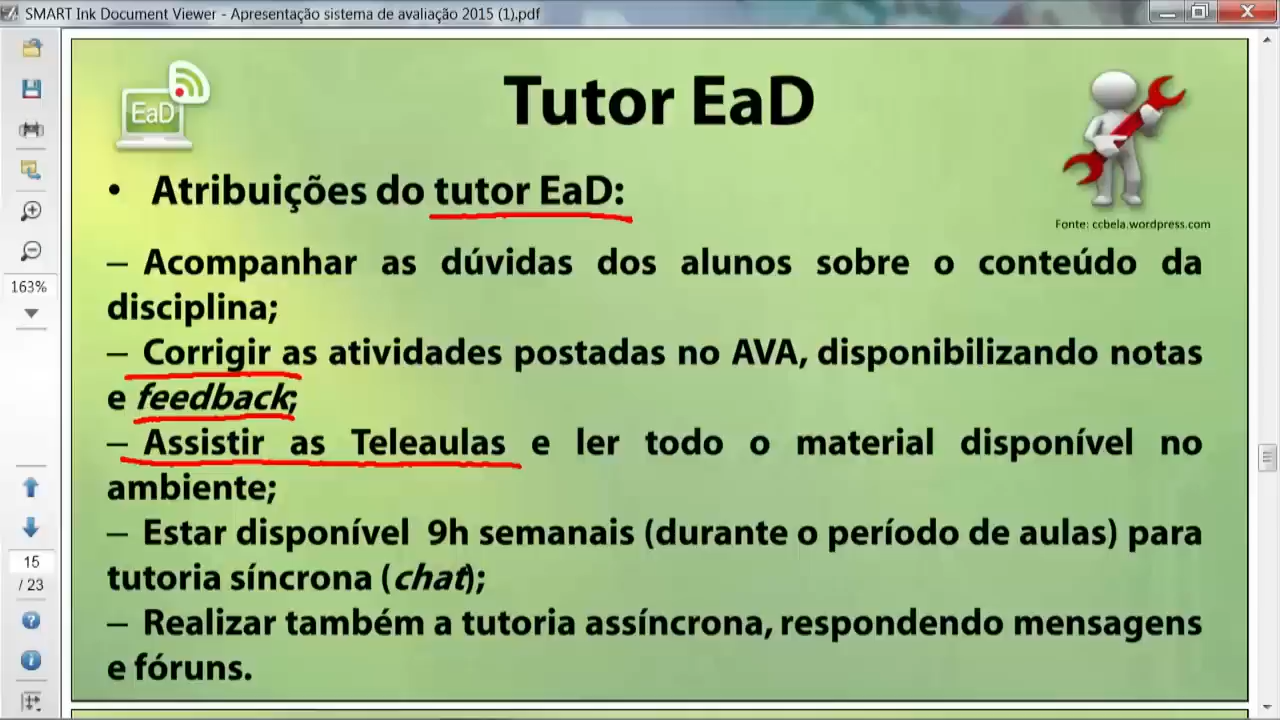 SMART Ink Document Viewer - Apresentação sistema de avaliação 2015 (1).pdf
EaD
Tutor EaD
• Atribuições do tutor EaD:
Fonte: ccbela.wordpress.com
– Acompanhar as dúvidas dos alunos sobre o conteúdo da
disciplina;
– Corrigir as atividades postadas no AVA, disponibilizando notas
e feedback;
– Assistir as Teleaulas e ler todo o material disponível no
ambiente;
– Estar disponível 9h semanais (durante o período de aulas) para
tutoria síncrona (chat);
– Realizar também a tutoria assíncrona, respondendo mensagens
e fóruns.
163%
15
/ 23